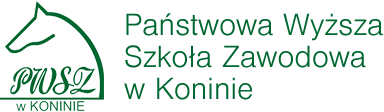 PWSZ
w KONINIE
Państwowa Wyższa
Szkoła Zawodowa
w Koninie